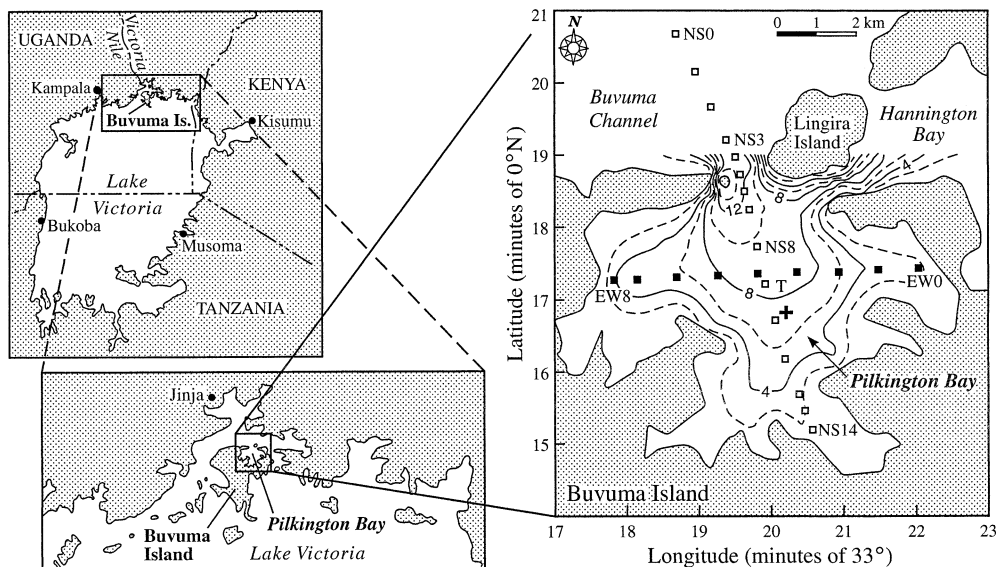 UGANDA
Victoria
Nile
KENYA
Kampala
Buvuma Is.
Kisumu
Lake
Victoria
Bukoba
Musoma
TANZANIA
Jinja
Pilkington Bay
Buvuma
Island
Lake Victoria
21
20
19
18
17
16
15
Latitude (minutes of 0°N)
N
NS0
0 1 2 km
Buvuma
Channel
Lingira
Island
Hannington
Bay
NS3
4
8
12
NS8
EW8
T
EW0
8
Pilkington Bay
4
NS14
Buvuma Island
17 18 19 20 21 22 23
Longitude (minutes of 33°)